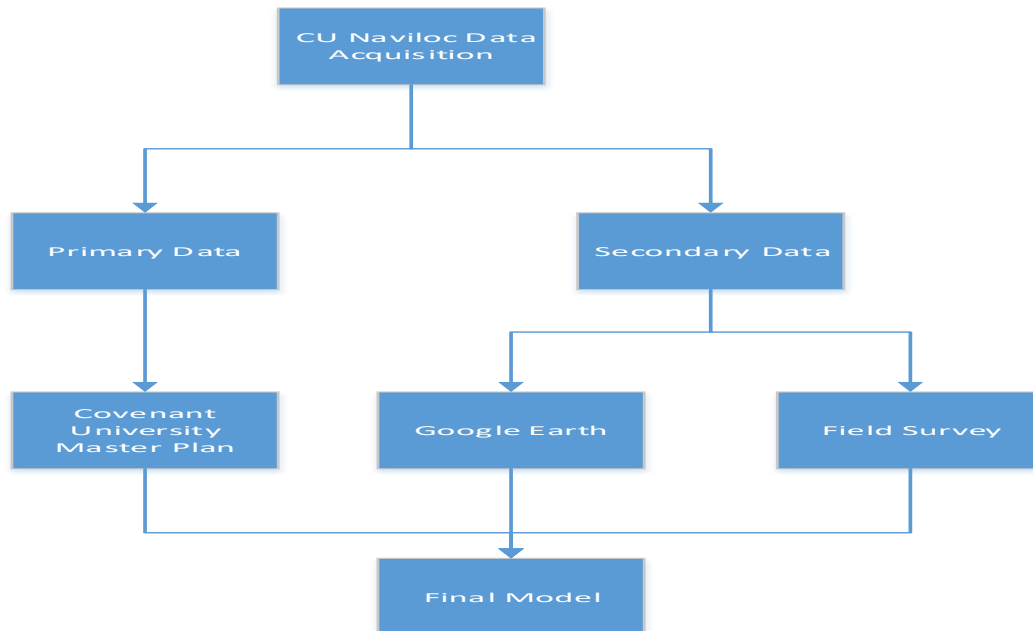 CU Naviloc Data
Acquisition
Primary Data
Secondary Data
Covenant
University
Master Plan
Google Earth
Field Survey
Final Model